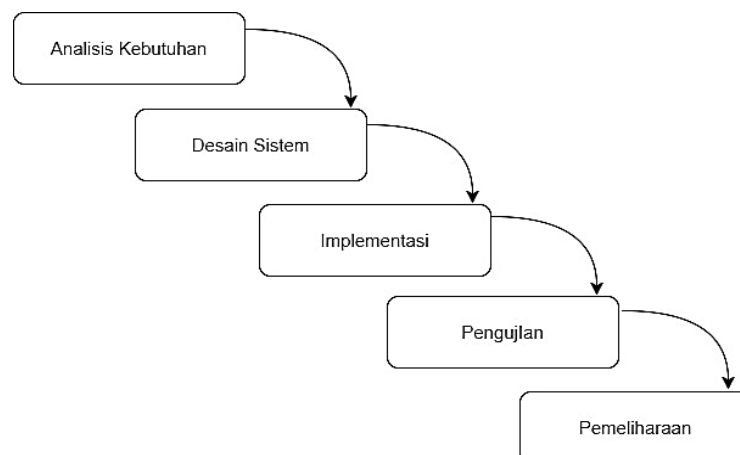 Analisis Kebutuhan
Desain Sistem
Implementasi
Pengujlan
Pemeliharaan